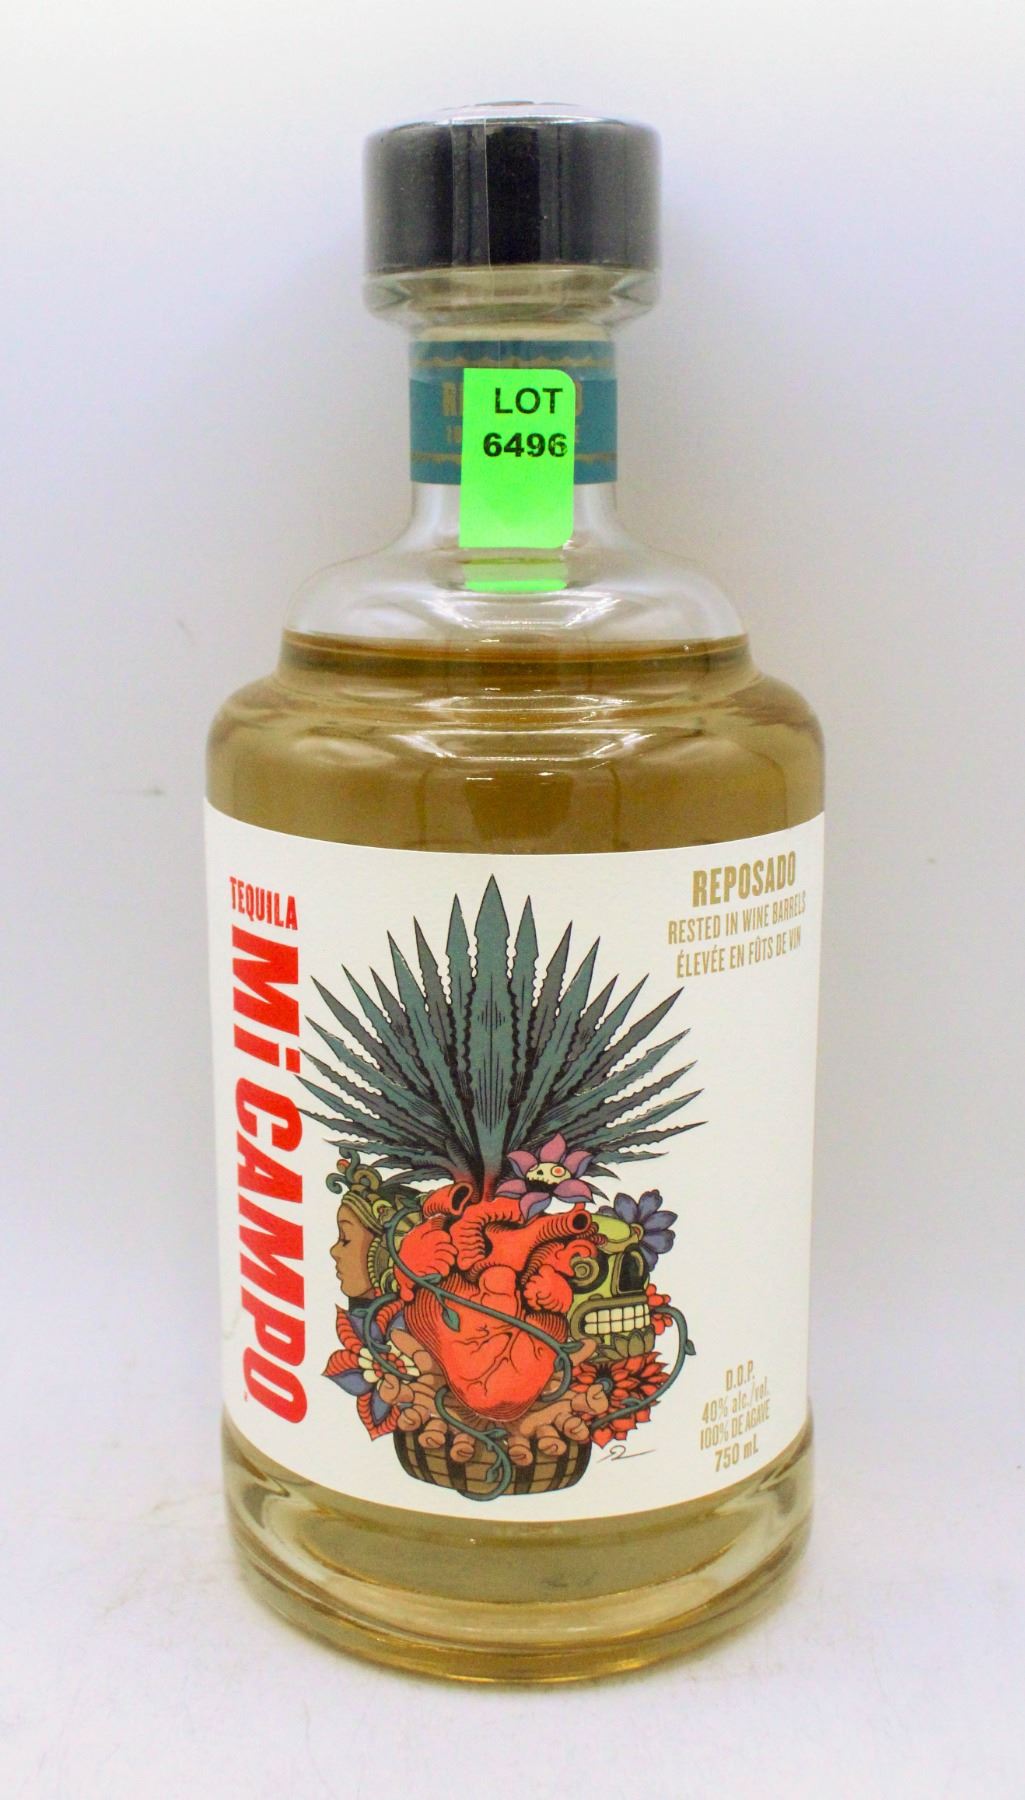 LOT
6496
TEQUILA
Mi CAMPO
REPOSADO
RESTED IN WINE BARRELS
ÉLEVÉE EN FÛTS DE VIN
D.O.P.
40% alc./vol.
100% DE AGAVE
750 mL